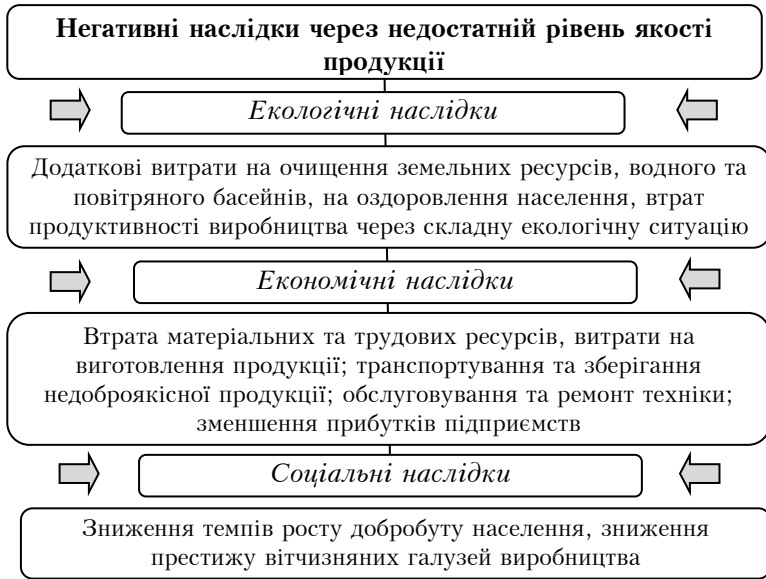 Негативні наслідки через недостатній рівень якості
продукції
Екологічні наслідки
Додаткові витрати на очищення земельних ресурсів, водного та
повітряного басейнів, на оздоровлення населення, втрат
продуктивності виробництва через складну екологічну ситуацію
Економічні наслідки
Втрата матеріальних та трудових ресурсів, витрати на
виготовлення продукції; транспортування та зберігання
недоброякісної продукції; обслуговування та ремонт техніки;
зменшення прибутків підприємств
Соціальні наслідки
Зниження темпів росту добробуту населення, зниження
престижу вітчизняних галузей виробництва